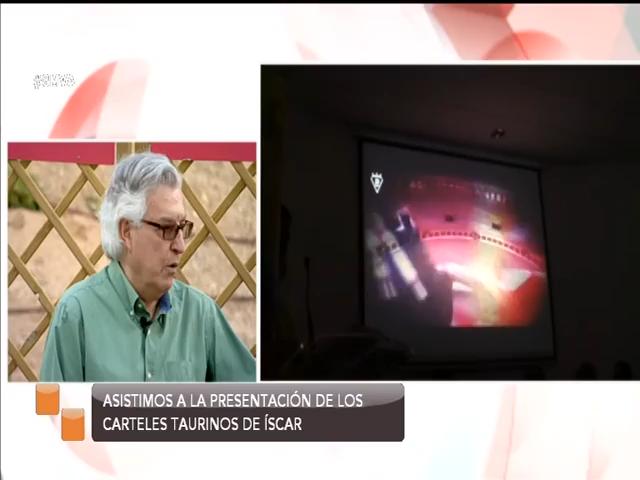 ASISTIMOS A LA PRESENTACIÓN DE LOS
CARTELES TAURINOS DE ÍSCAR